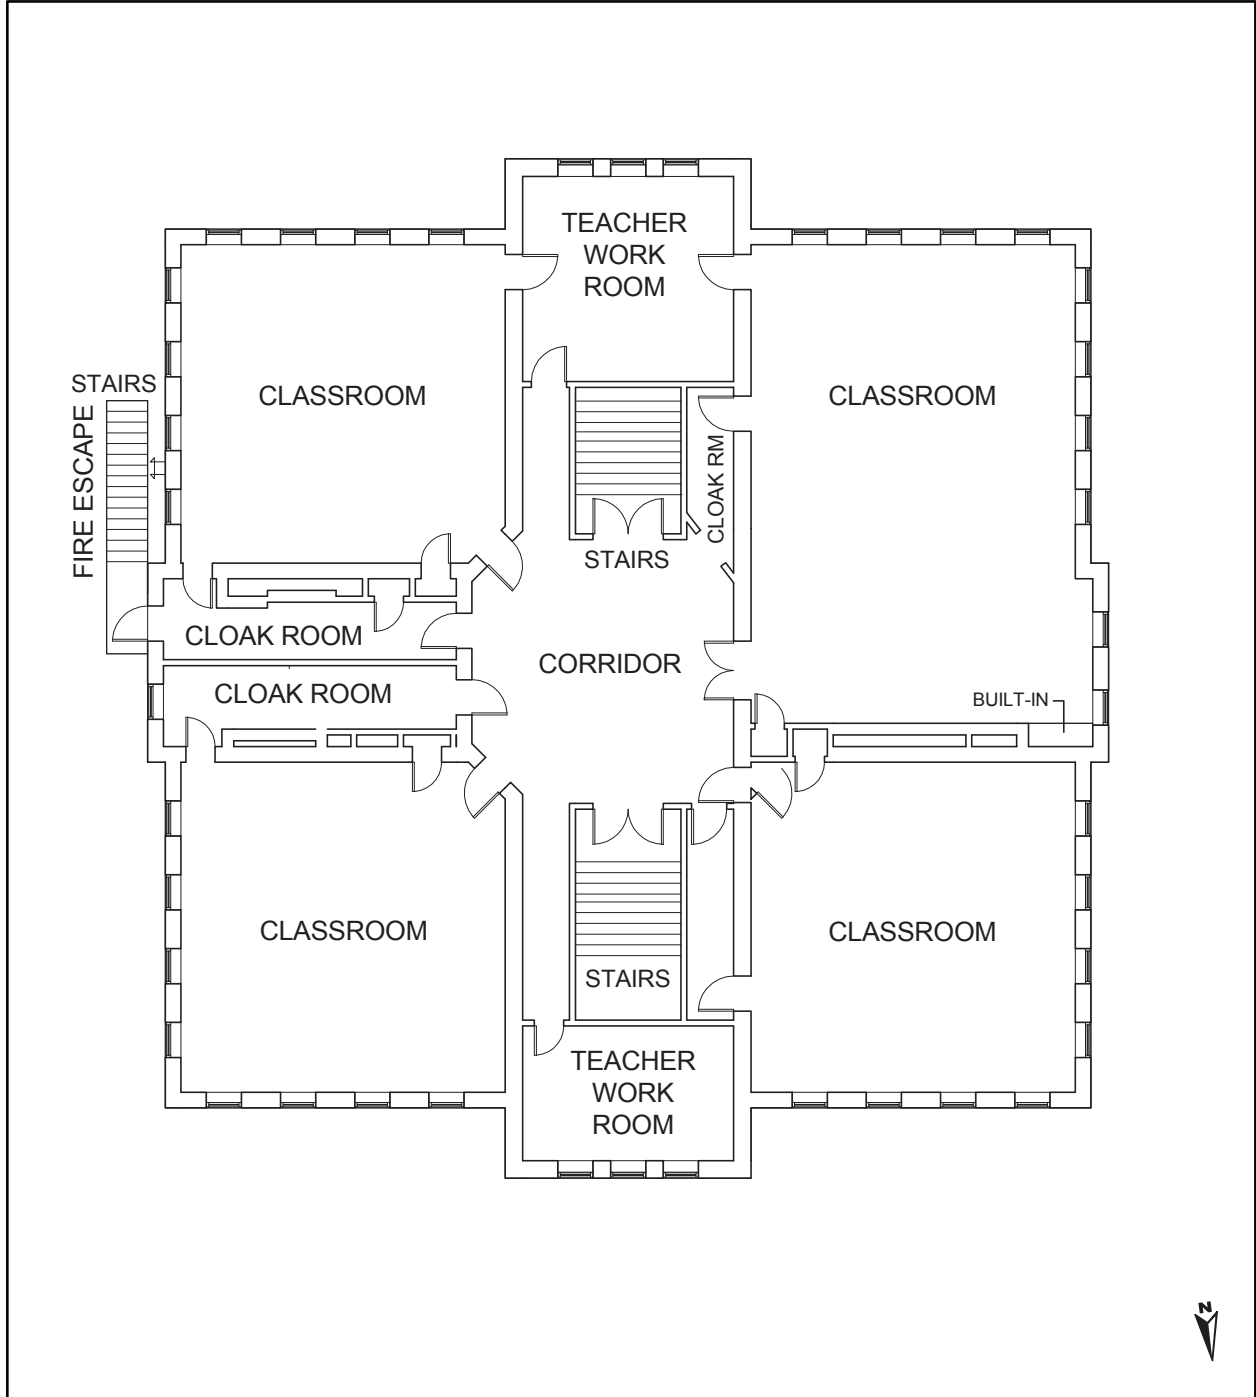 TEACHER
WORK
ROOM
STAIRS
FIRE ESCAPE
CLASSROOM
CLASSROOM
CLOAK RM
STAIRS
CLOAK ROOM
CORRIDOR
CLOAK ROOM
BUILT-IN
CLASSROOM
CLASSROOM
STAIRS
TEACHER
WORK
ROOM
N